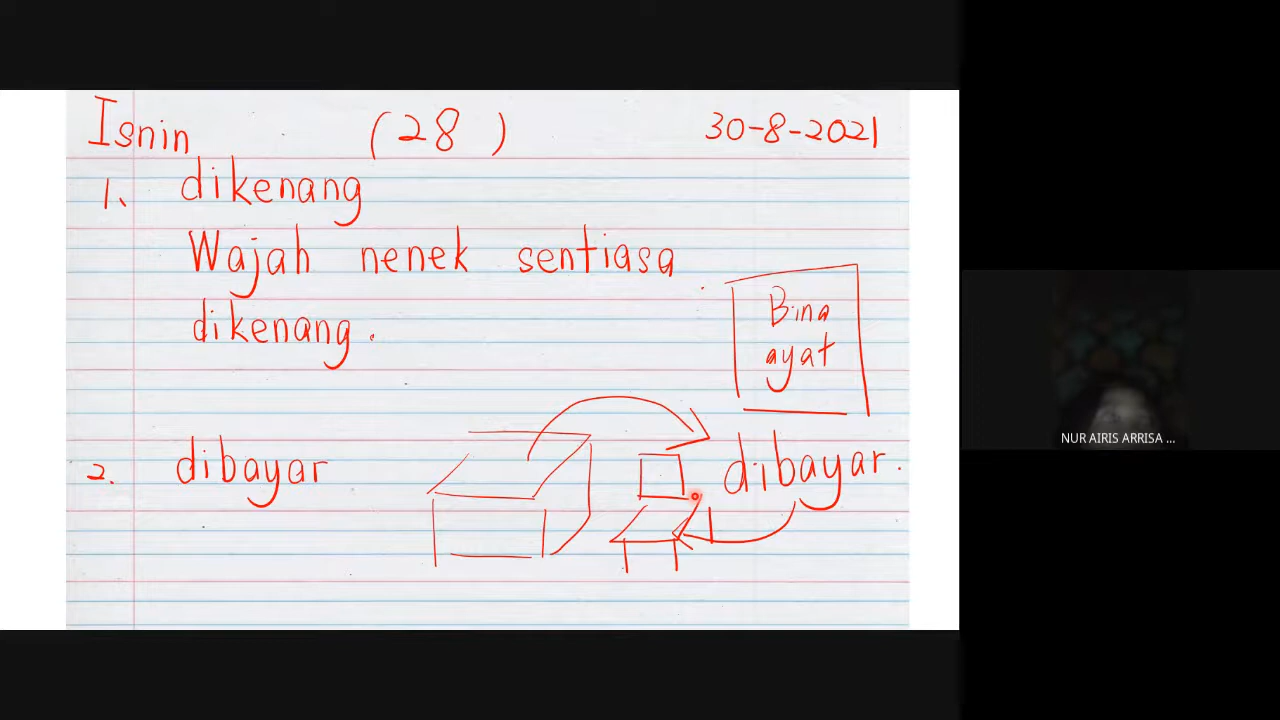 Isnin (28) 30-8-2021
1. dikenang
Wajah nenek sentiasa
dikenang.
Bina
ayat
2. dibayar dibayar.
NUR AIRIS ARRISA ...